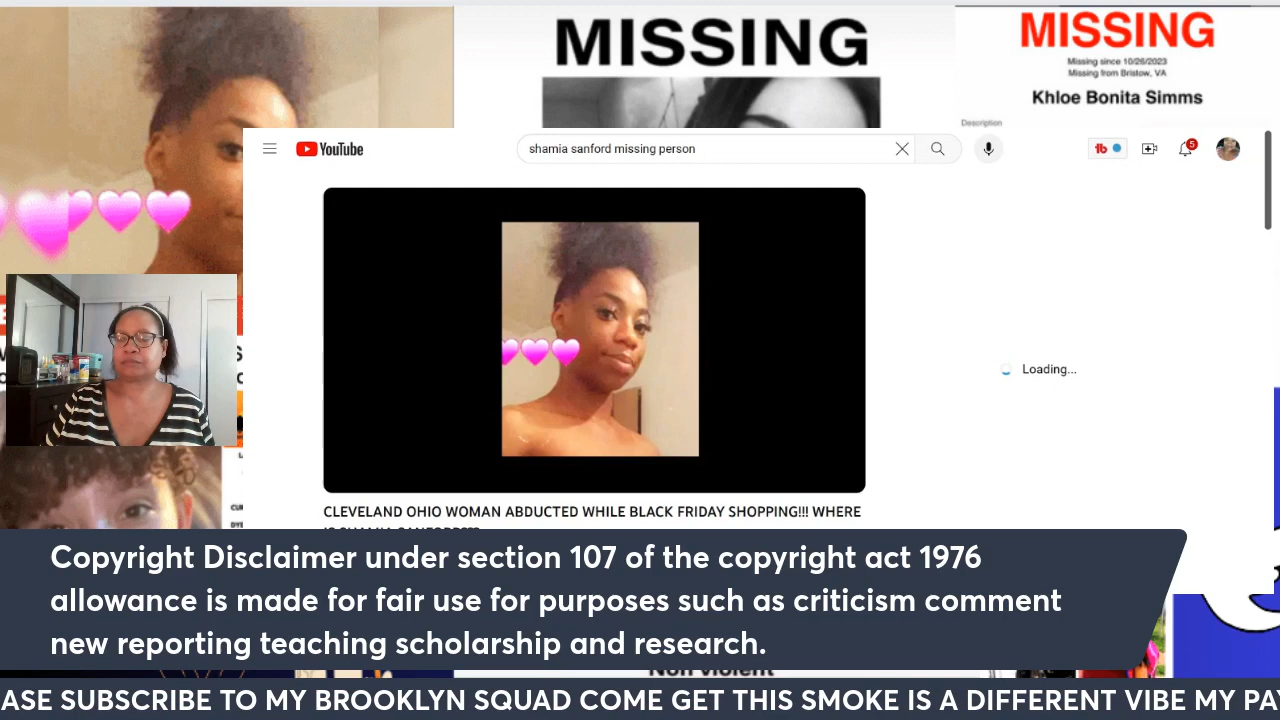 MISSING
MISSING
Missing since 10/26/2023
Missing from Bristow, VA
Khloe Bonita Simms
Description
YouTube
shamia sanford missing person
5
Loading...
CLEVELAND OHIO WOMAN ABDUCTED WHILE BLACK FRIDAY SHOPPING!!! WHERE
Copyright Disclaimer under section 107 of the copyright act 1976
allowance is made for fair use for purposes such as criticism comment
new reporting teaching scholarship and research.
Non violent
ASE SUBSCRIBE TO MY BROOKLYN SQUAD COME GET THIS SMOKE IS A DIFFERENT VIBE MY PA